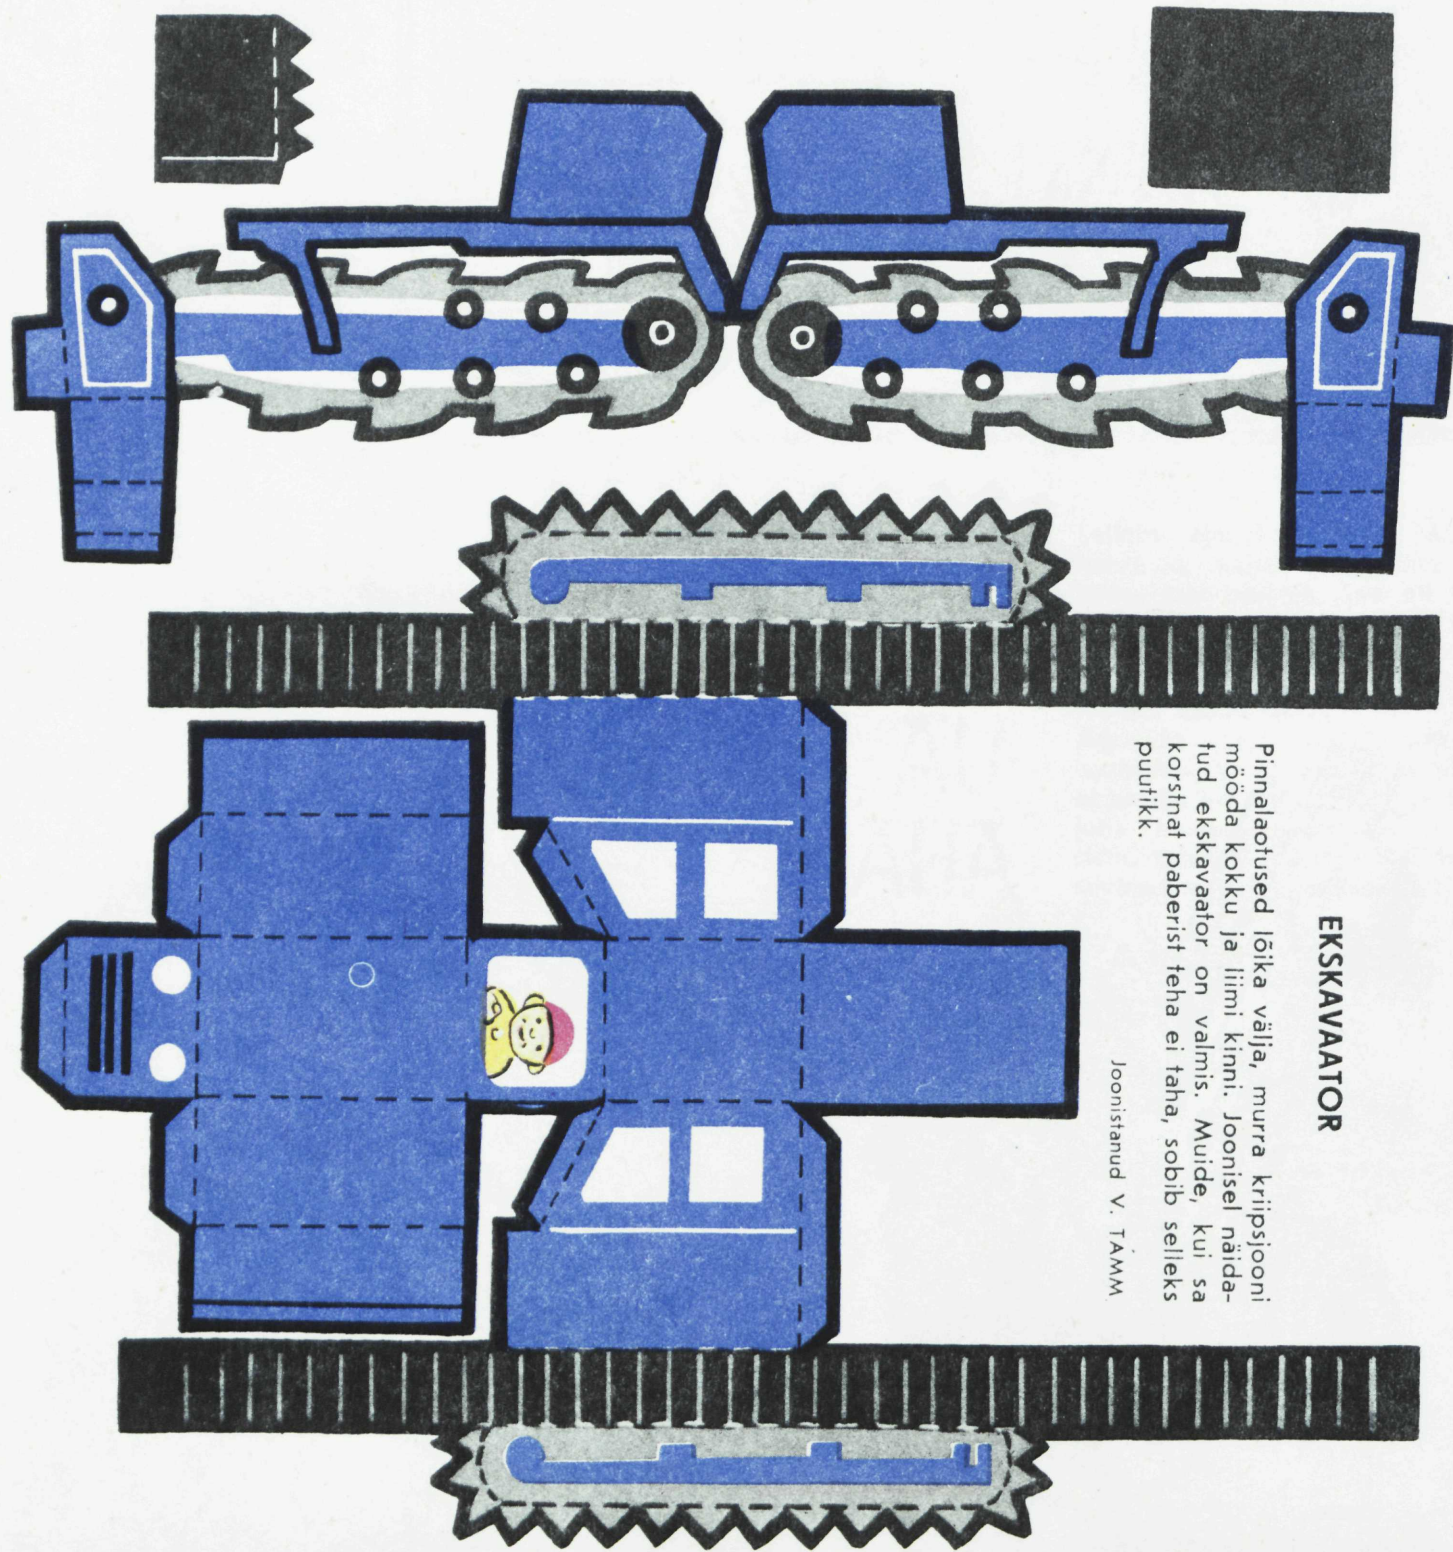 EKSKAVAATOR
Pinnalaotused lõika välja, murra kriipsjooni
mööda kokku ja liimi kinni. Joonisel näida-
tud ekskavaator on valmis. Muide, kui sa
korstnat paberist teha ei taha, sobib selleks
puutikk.
Joonistanud V. TAMM